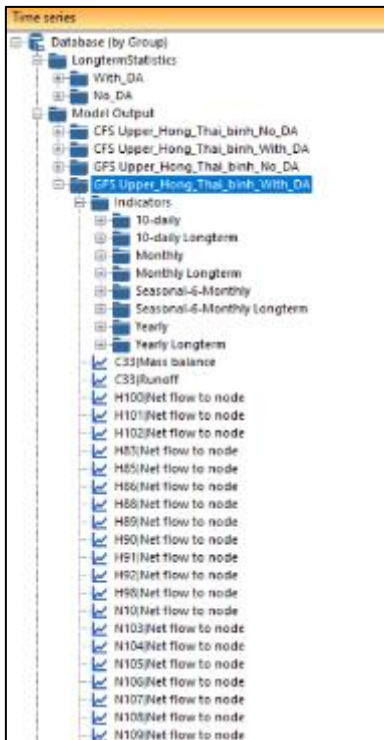 Time series
Database (by Group)
LongtermStatistics
With_DA
No_DA
Model Output
CFS Upper_Hong_Thai_binh_No_DA
CFS Upper_Hong_Thai_binh_With_DA
GFS Upper_Hong_Thai_binh_No_DA
GFS Upper_Hong_Thai_binh_With_DA
Indicators
10-daily
10-daily Longterm
Monthly
Monthly Longterm
Seasonal-6-Monthly
Seasonal-6-Monthly Longterm
Yearly
Yearly Longterm
C33|Mass balance
C33|Runoff
H100|Net flow to node
H101|Net flow to node
H102|Net flow to node
H83|Net flow to node
H85|Net flow to node
H86|Net flow to node
H88|Net flow to node
H89|Net flow to node
H90|Net flow to node
H91|Net flow to node
H92|Net flow to node
H98|Net flow to node
N10|Net flow to node
N103|Net flow to node
N104|Net flow to node
N105|Net flow to node
N106|Net flow to node
N107|Net flow to node
N108|Net flow to node
N109|Net flow to node